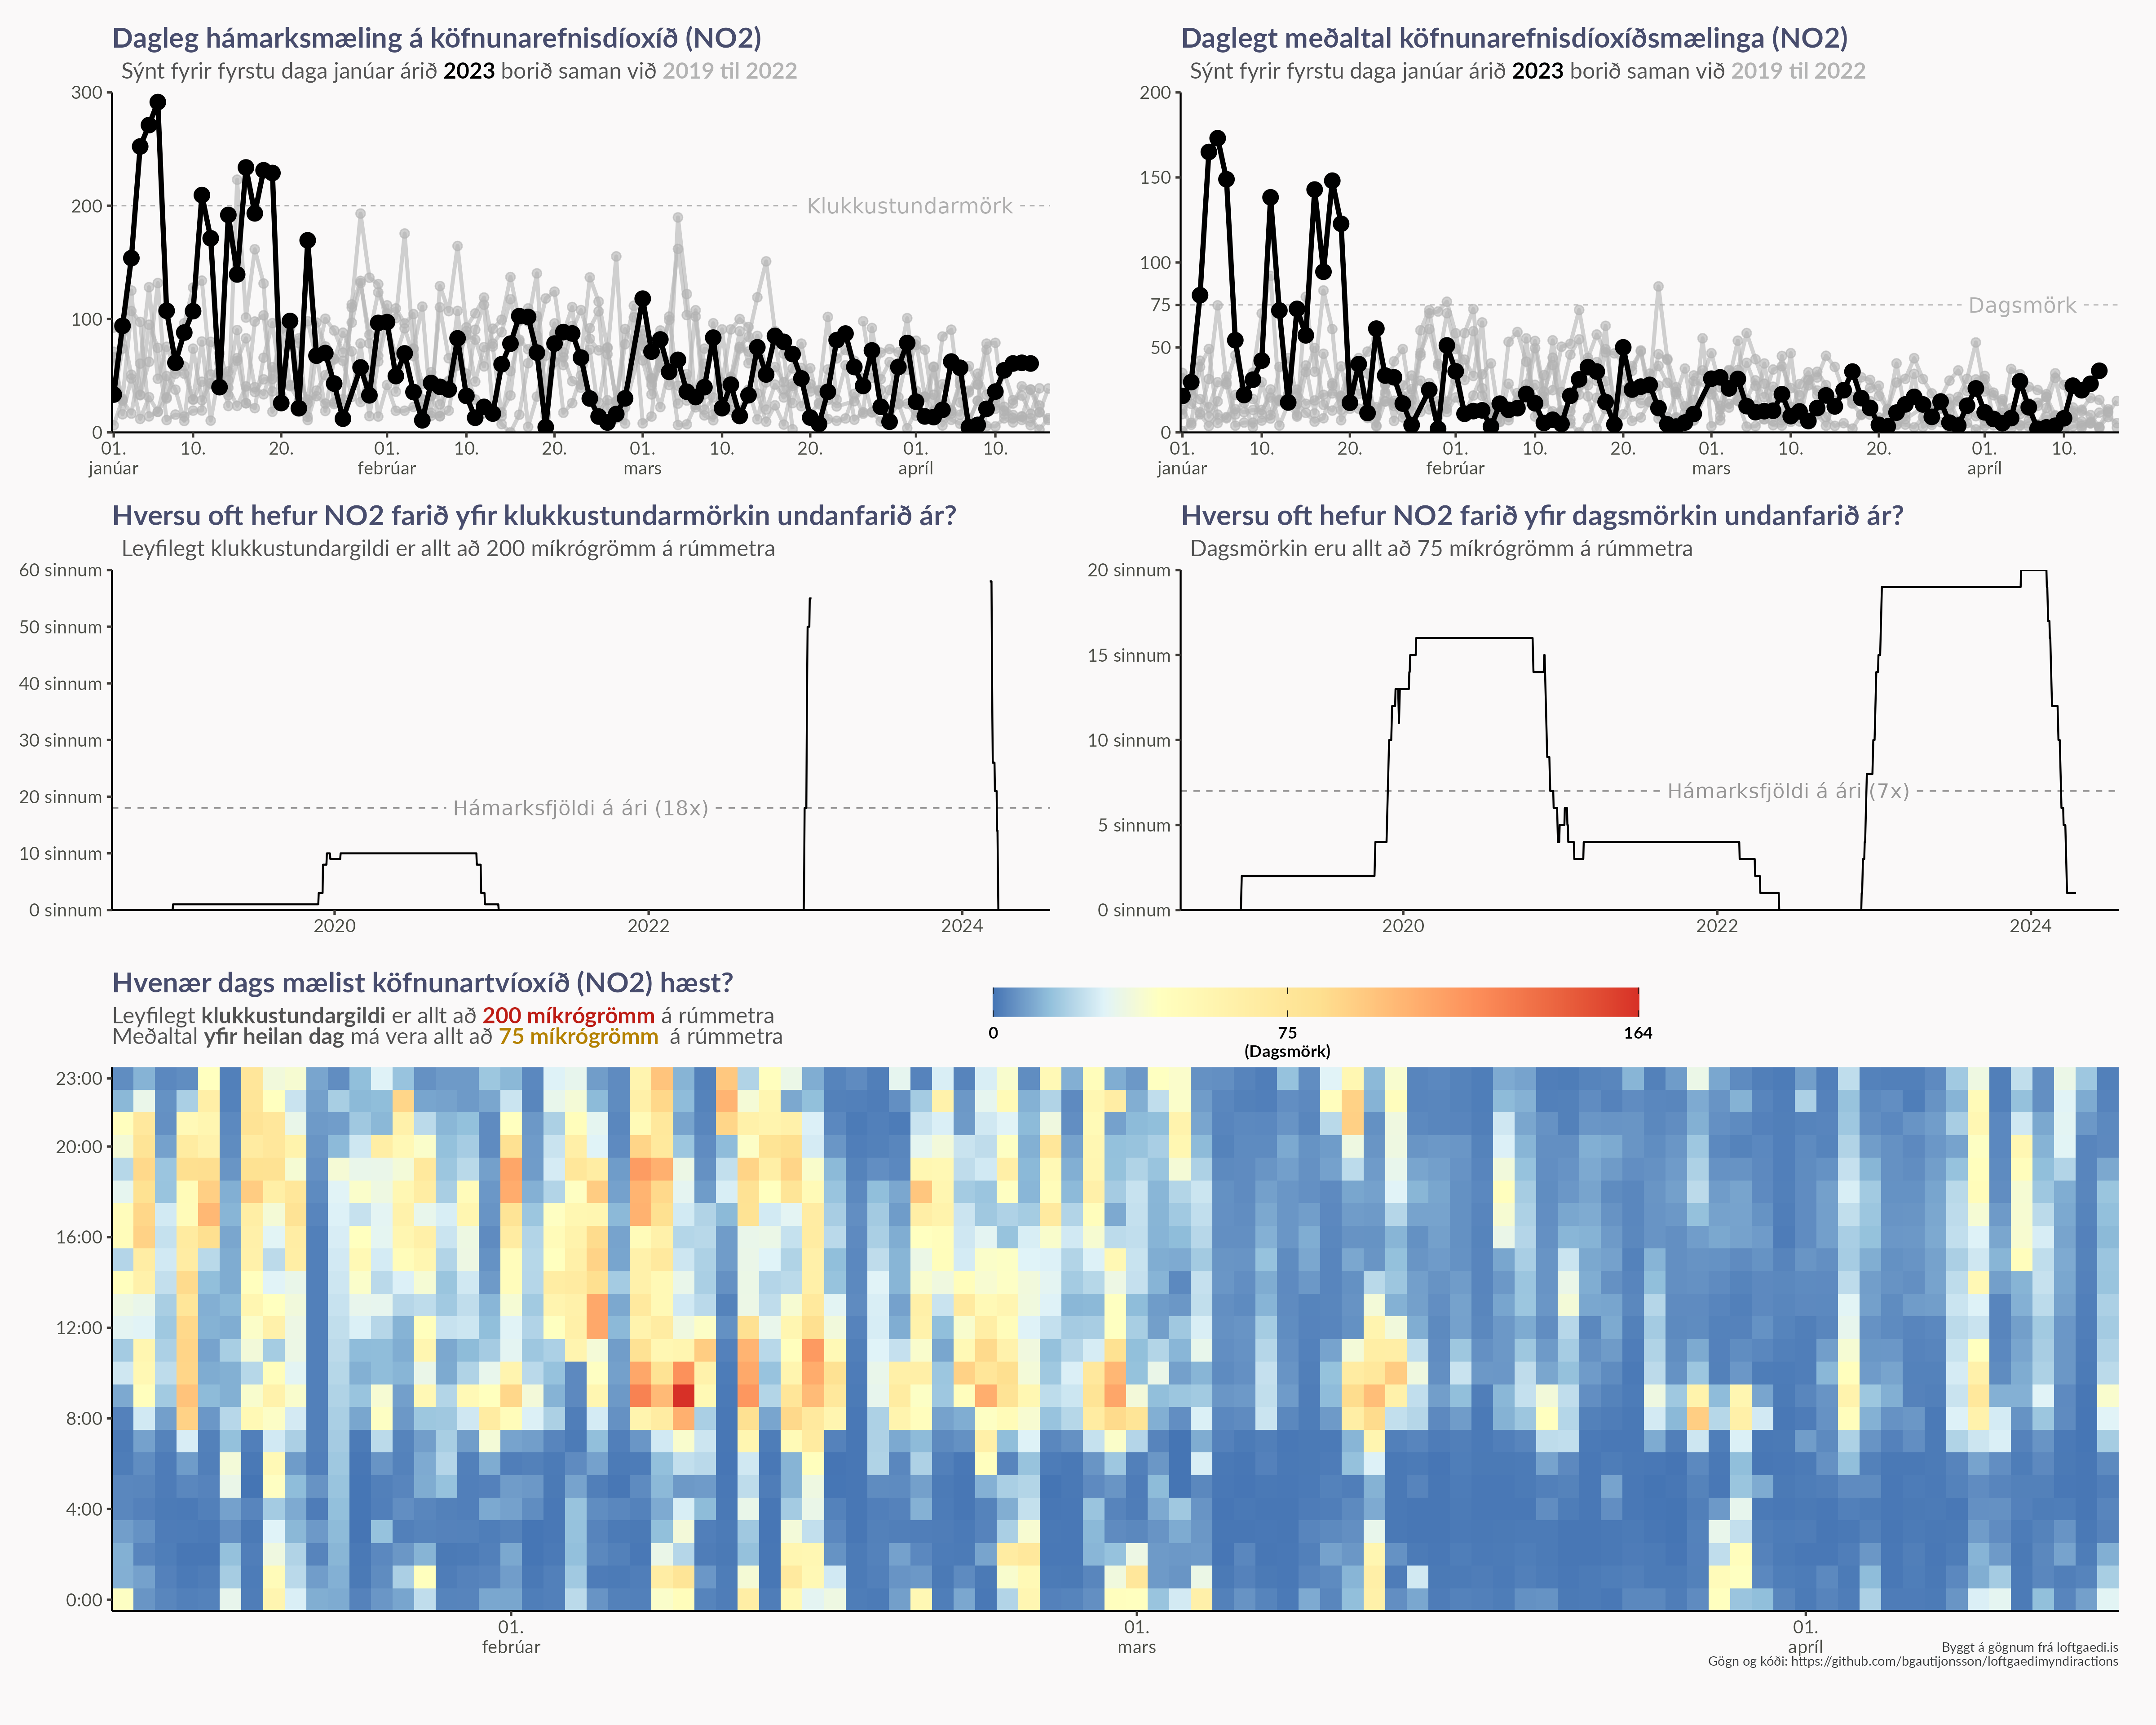 Dagleg hámarksmæling á köfnunarefnisdíoxíð (NO2)
Sýnt fyrir fyrstu daga janúar árið 2023 borið saman við 2019 til 2022
300
200
100
0
Klukkustundarmörk
01. 10. 20. 01. 10. 20. 01. 10. 20. 01. 10.
janúar febrúar mars apríl
Daglegt meðaltal köfnunarefnisdíoxíðsmælinga (NO2)
Sýnt fyrir fyrstu daga janúar árið 2023 borið saman við 2019 til 2022
200
150
100
75
50
0
Dagsmörk
01. 10. 20. 01. 10. 20. 01. 10. 20. 01. 10.
janúar febrúar mars apríl
Hversu oft hefur NO2 farið yfir klukkustundarmörkin undanfarið ár?
Leyfilegt klukkustundargildi er allt að 200 míkrógrömm á rúmmetra
60 sinnum
50 sinnum
40 sinnum
30 sinnum
20 sinnum
10 sinnum
0 sinnum
Hámarksfjöldi á ári (18x)
2020 2022 2024
Hversu oft hefur NO2 farið yfir dagsmörkin undanfarið ár?
Dagsmörkin eru allt að 75 míkrógrömm á rúmmetra
20 sinnum
15 sinnum
10 sinnum
5 sinnum
0 sinnum
Hámarksfjöldi á ári (7x)
2020 2022 2024
Hvenær dags mælist köfnunartvíoxíð (NO2) hæst?
Leyfilegt klukkustundargildi er allt að 200 míkrógrömm á rúmmetra
Meðaltal yfir heilan dag má vera allt að 75 míkrógrömm á rúmmetra
0 75 164
(Dagsmörk)
23:00
20:00
16:00
12:00
8:00
4:00
0:00
01. 01. 01.
febrúar mars apríl
Byggt á gögnum frá loftgaedi.is
Gögn og kóði: https://github.com/bgautijonsson/loftgaedimyndiractions